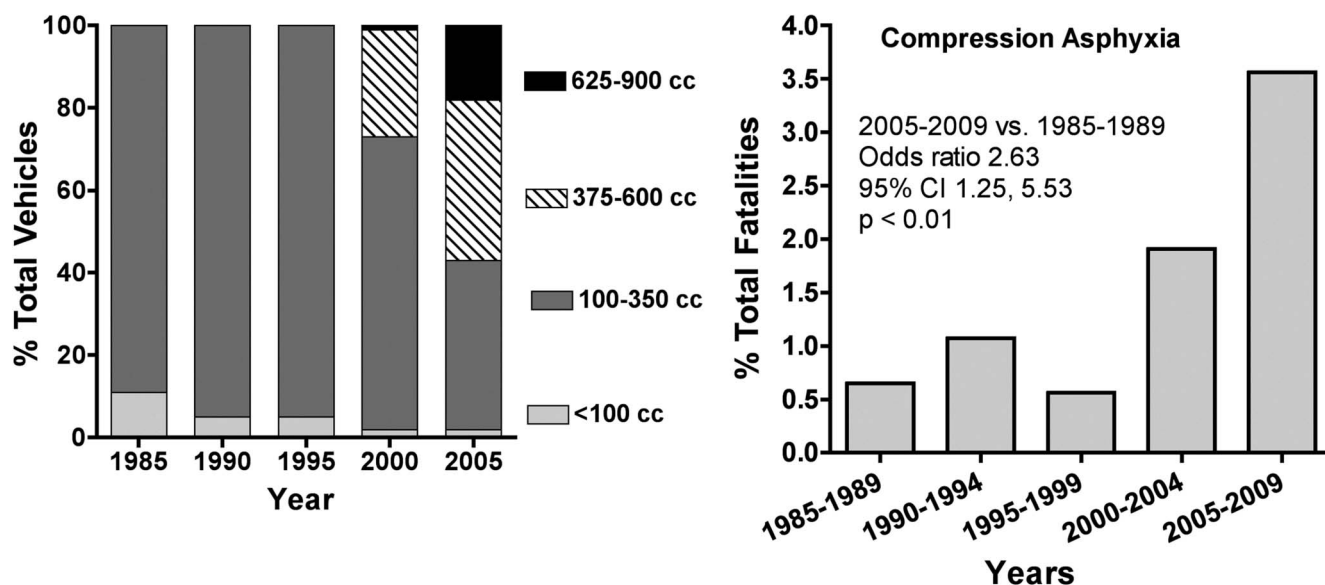 100
80
60
40
20
0
% Total Vehicles
1985 1990 1995 2000 2005
Year
625-900 cc
375-600 cc
100-350 cc
<100 cc
4.0
3.5
3.0
2.5
2.0
1.5
1.0
0.5
0.0
% Total Fatalities
Compression Asphyxia
2005-2009 vs. 1985-1989
Odds ratio 2.63
95% CI 1.25, 5.53
p < 0.01
1985-1989 1990-1994 1995-1999 2000-2004 2005-2009
Years